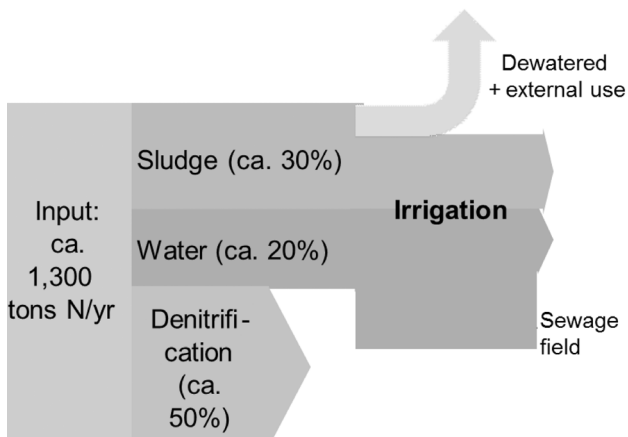 Dewatered
+ external use
Sludge (ca. 30%)
Input:
ca.
1,300
tons N/yr
Irrigation
Water (ca. 20%)
Denitrifi-
cation
(ca.
50%)
Sewage
field